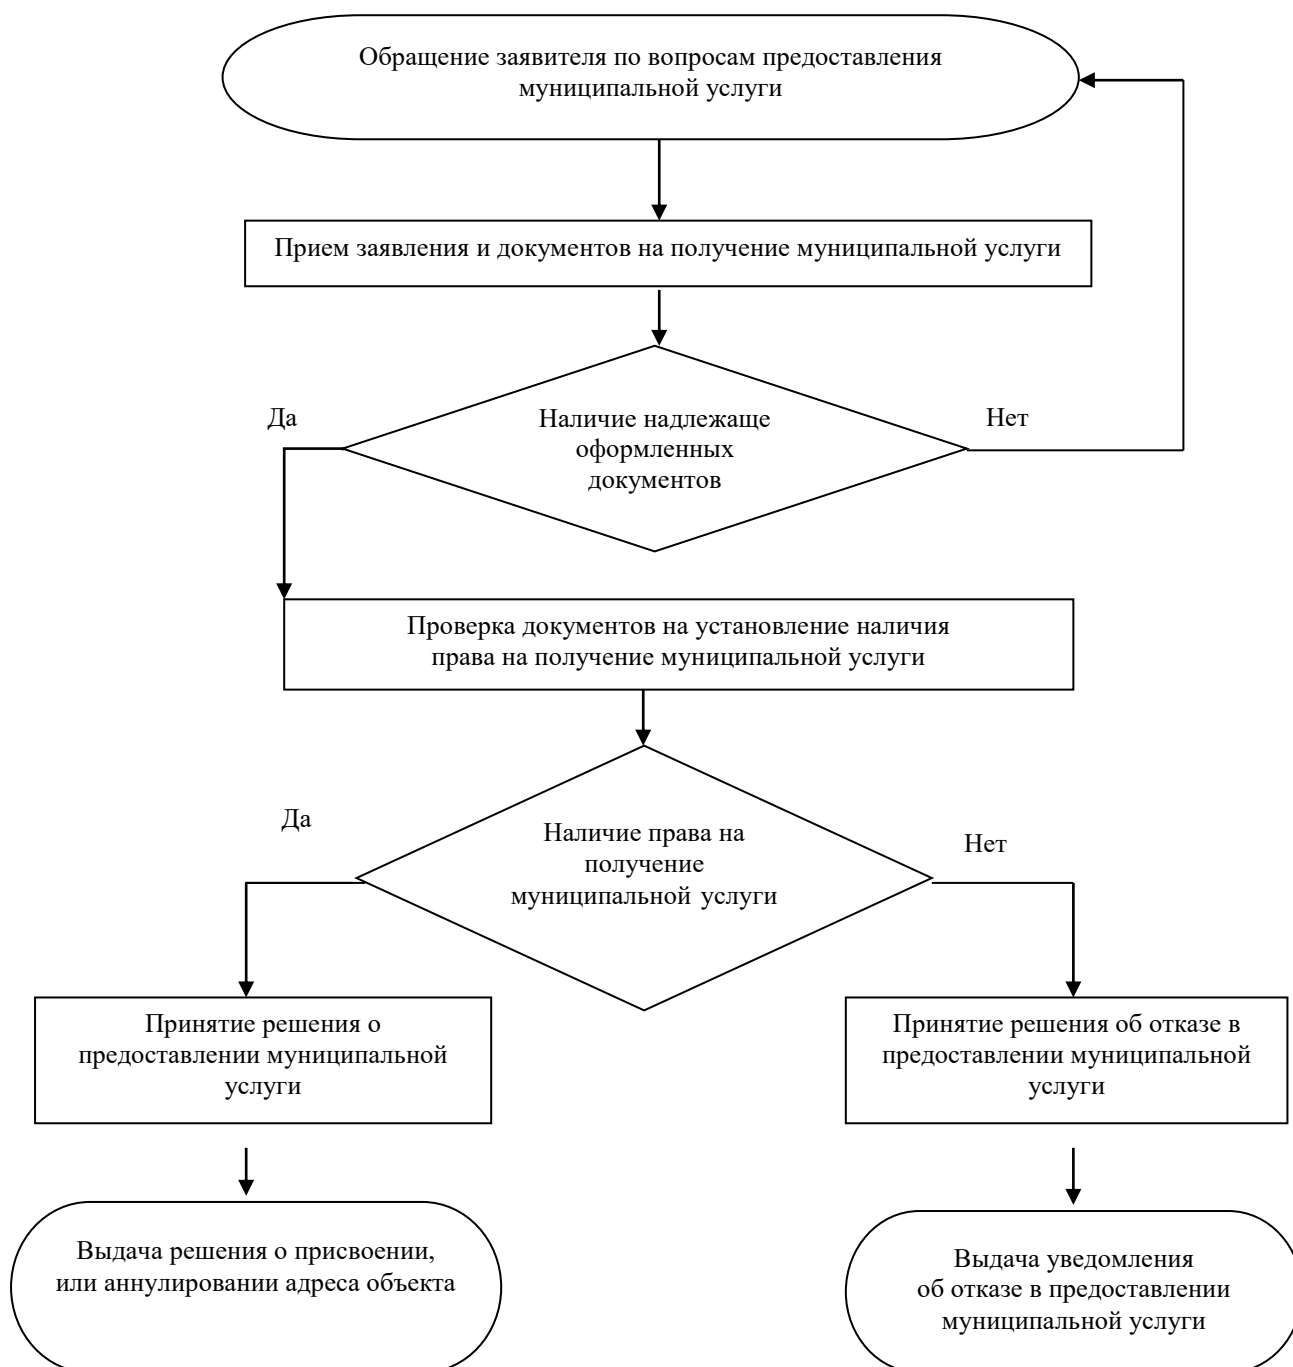 Обращение заявителя по вопросам предоставления
муниципальной услуги
Прием заявления и документов на получение муниципальной услуги
Да
Нет
Наличие надлежаще
оформленных
документов
Проверка документов на установление наличия
права на получение муниципальной услуги
Да
Нет
Наличие права на
получение
муниципальной услуги
Принятие решения о
предоставлении муниципальной
услуги
Принятие решения об отказе в
предоставлении муниципальной
услуги
Выдача решения о присвоении,
или аннулировании адреса объекта
Выдача уведомления
об отказе в предоставлении
муниципальной услуги